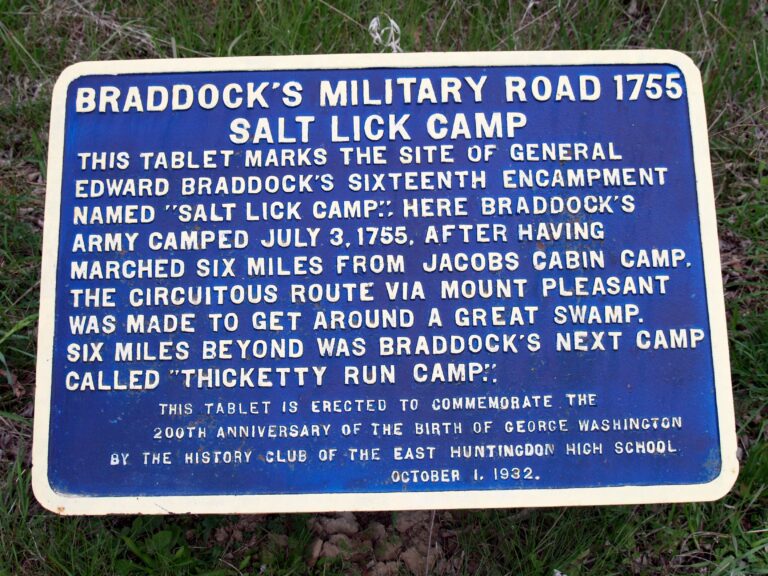 BRADDOCK'S MILITARY ROAD 1755
SALT LICK CAMP
THIS TABLET MARKS THE SITE OF GENERAL
EDWARD BRADDOCK'S SIXTEENTH ENCAMPMENT
NAMED "SALT LICK CAMP". HERE BRADDOCK'S
ARMY CAMPED JULY 3, 1755, AFTER HAVING
MARCHED SIX MILES FROM JACOBS CABIN CAMP.
THE CIRCUITOUS ROUTE VIA MOUNT PLEASANT
WAS MADE TO GET AROUND A GREAT SWAMP.
SIX MILES BEYOND WAS BRADDOCK'S NEXT CAMP
CALLED "THICKETTY RUN CAMP".
THIS TABLET IS ERECTED TO COMMEMORATE THE
200TH ANNIVERSARY OF THE BIRTH OF GEORGE WASHINGTON
BY THE HISTORY CLUB OF THE EAST HUNTINGDON HIGH SCHOOL
OCTOBER 1, 1932.